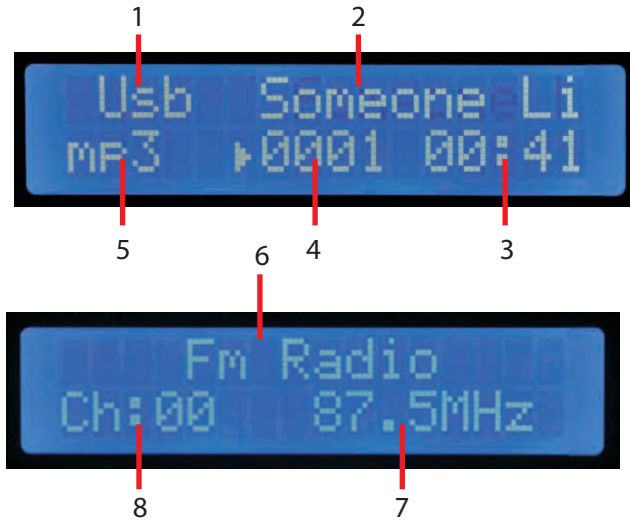 1 2
Usb Someone Li
mp3 ▸0001 00:41
5 4 3
6
Fm Radio
Ch:00 87.5MHz
8 7